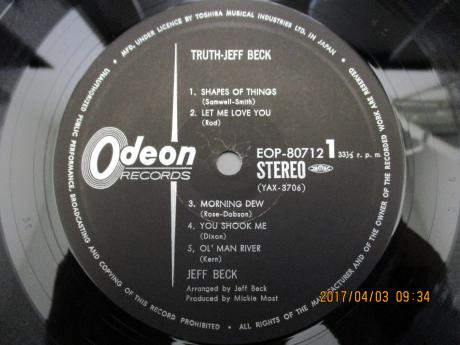 MFD. UNDER LICENCE BY TOSHIBA MUSICAL INDUSTRIES LTD. IN JAPAN
TRUTH-JEFF BECK
1. SHAPES OF THINGS
(Samwell-Smith)
2. LET ME LOVE YOU
(Rod)
Odeon
RECORDS
EOP-80712 1 33⅓ r. p. m.
STEREO
(YAX-3706)
3. MORNING DEW
(Rose-Dobson)
4. YOU SHOOK ME
(Dixon)
5. OL' MAN RIVER
(Kern)
JEFF BECK
Arranged by Jeff Beck
Produced by Mickie Most
ALL RIGHTS OF THE MANUFACTURER AND OF THE OWNER OF THE RECORDED WORK ARE RESERVED
UNAUTHORIZED PUBLIC PERFORMANCE, BROADCASTING AND COPYING OF THIS RECORD PROHIBITED
2017/04/03 09:34